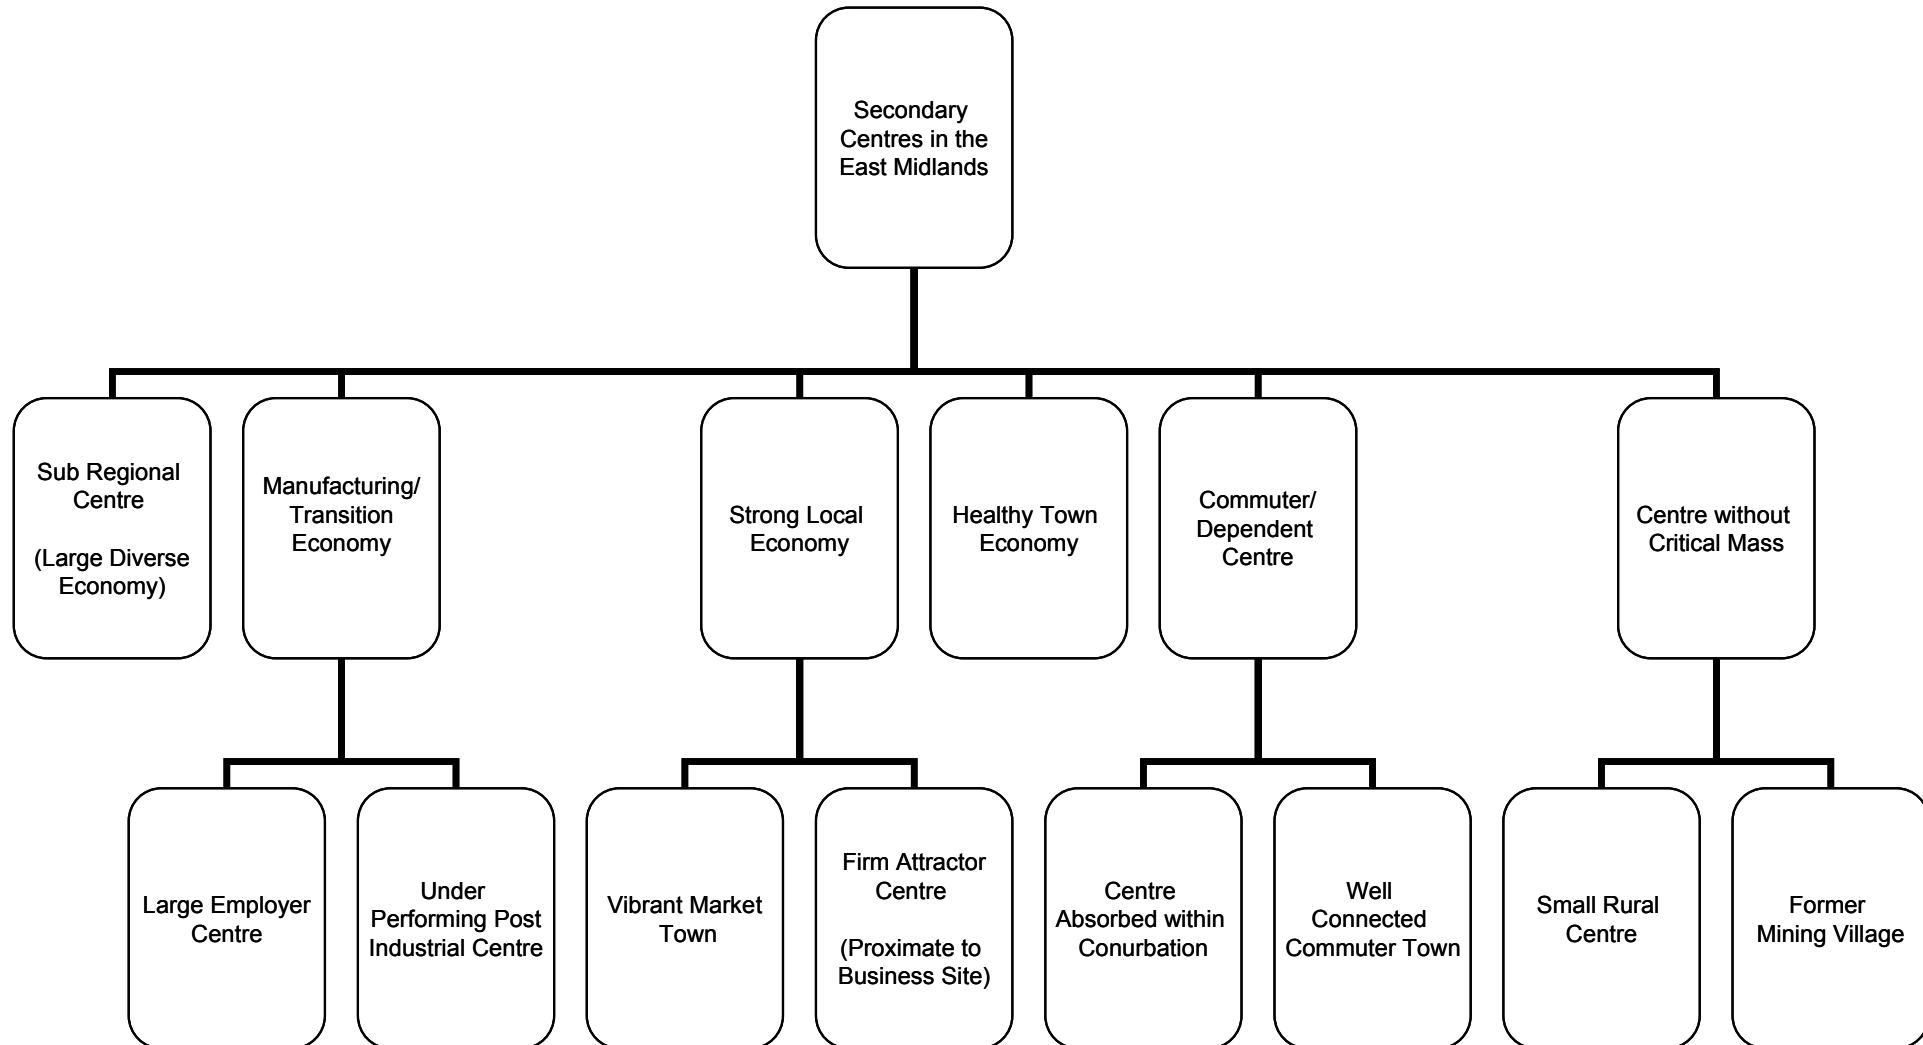 Secondary
Centres in the
East Midlands
Sub Regional
Centre
(Large Diverse
Economy)
Manufacturing/
Transition
Economy
Strong Local
Economy
Healthy Town
Economy
Commuter/
Dependent
Centre
Centre without
Critical Mass
Large Employer
Centre
Under
Performing Post
Industrial Centre
Vibrant Market
Town
Firm Attractor
Centre
(Proximate to
Business Site)
Centre
Absorbed within
Conurbation
Well
Connected
Commuter Town
Small Rural
Centre
Former
Mining Village